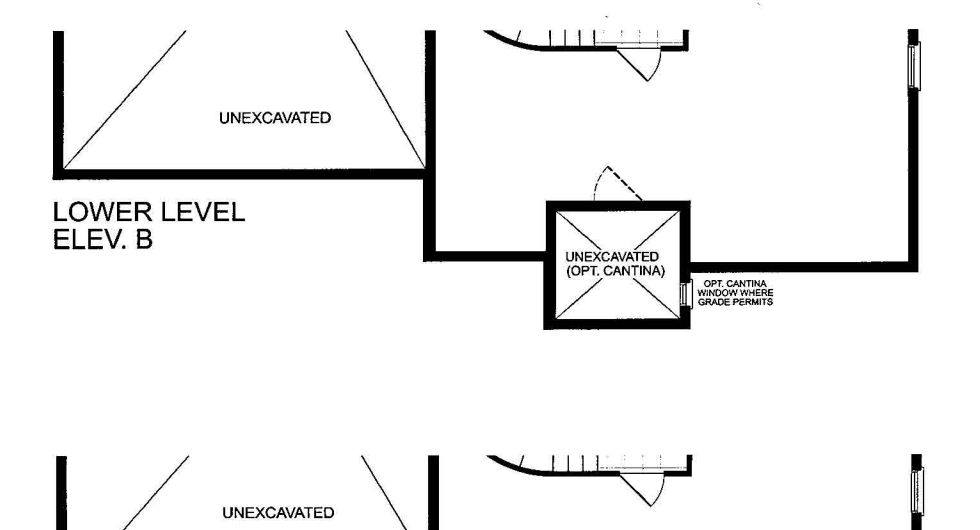 UNEXCAVATED
LOWER LEVEL
ELEV. B
UNEXCAVATED
(OPT. CANTINA)
OPT. CANTINA
WINDOW WHERE
GRADE PERMITS
UNEXCAVATED